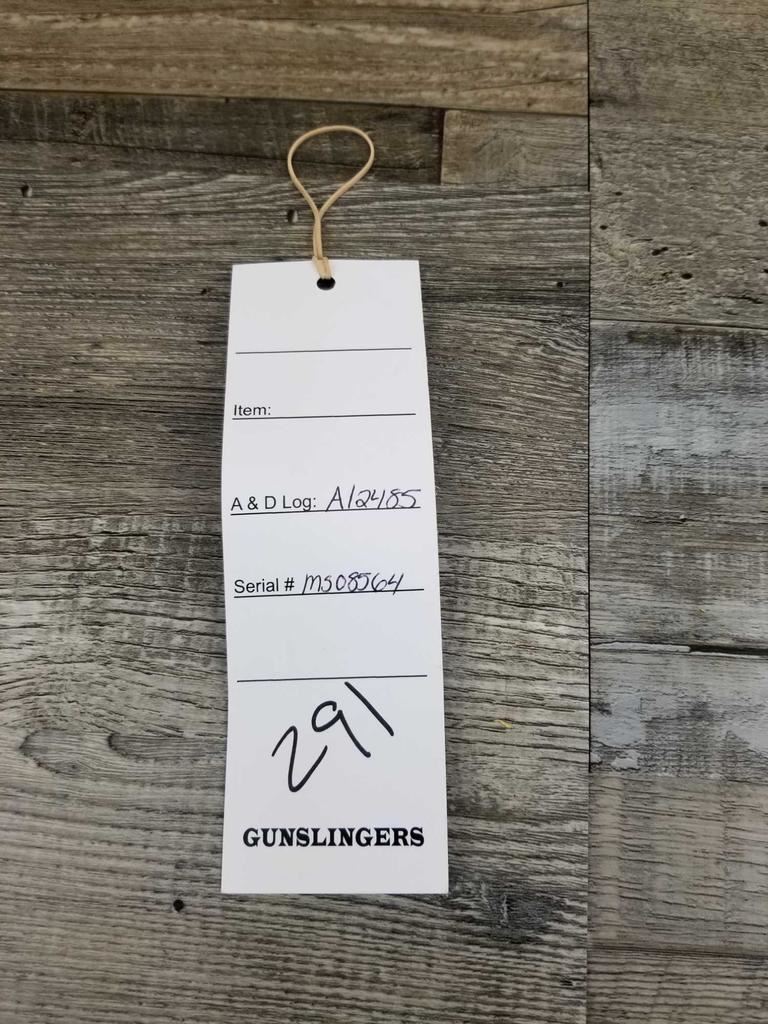 Item:
A & D Log: A12485
Serial # MS08564
291
GUNSLINGERS